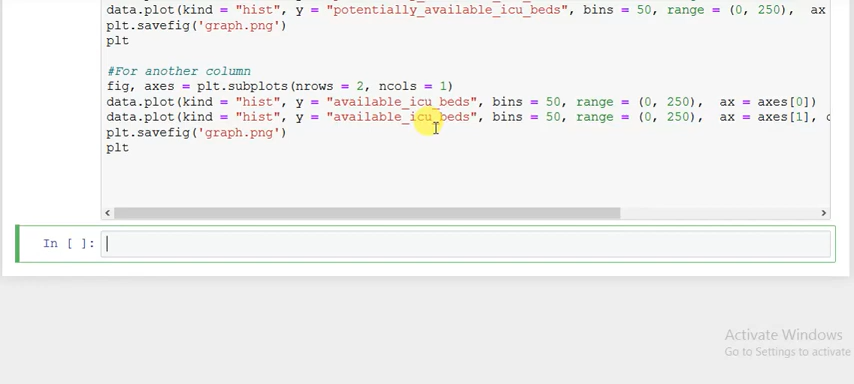 data.plot(kind = "hist", y = "potentially_available_icu_beds", bins = 50, range = (0, 250), ax
plt.savefig('graph.png')
plt
#For another column
fig, axes = plt.subplots(nrows = 2, ncols = 1)
data.plot(kind = "hist", y = "available_icu_beds", bins = 50, range = (0, 250), ax = axes[0])
data.plot(kind = "hist", y = "available_icu_beds", bins = 50, range = (0, 250), ax = axes[1],
plt.savefig('graph.png')
plt
In [ ]:
Activate Windows
Go to Settings to activate